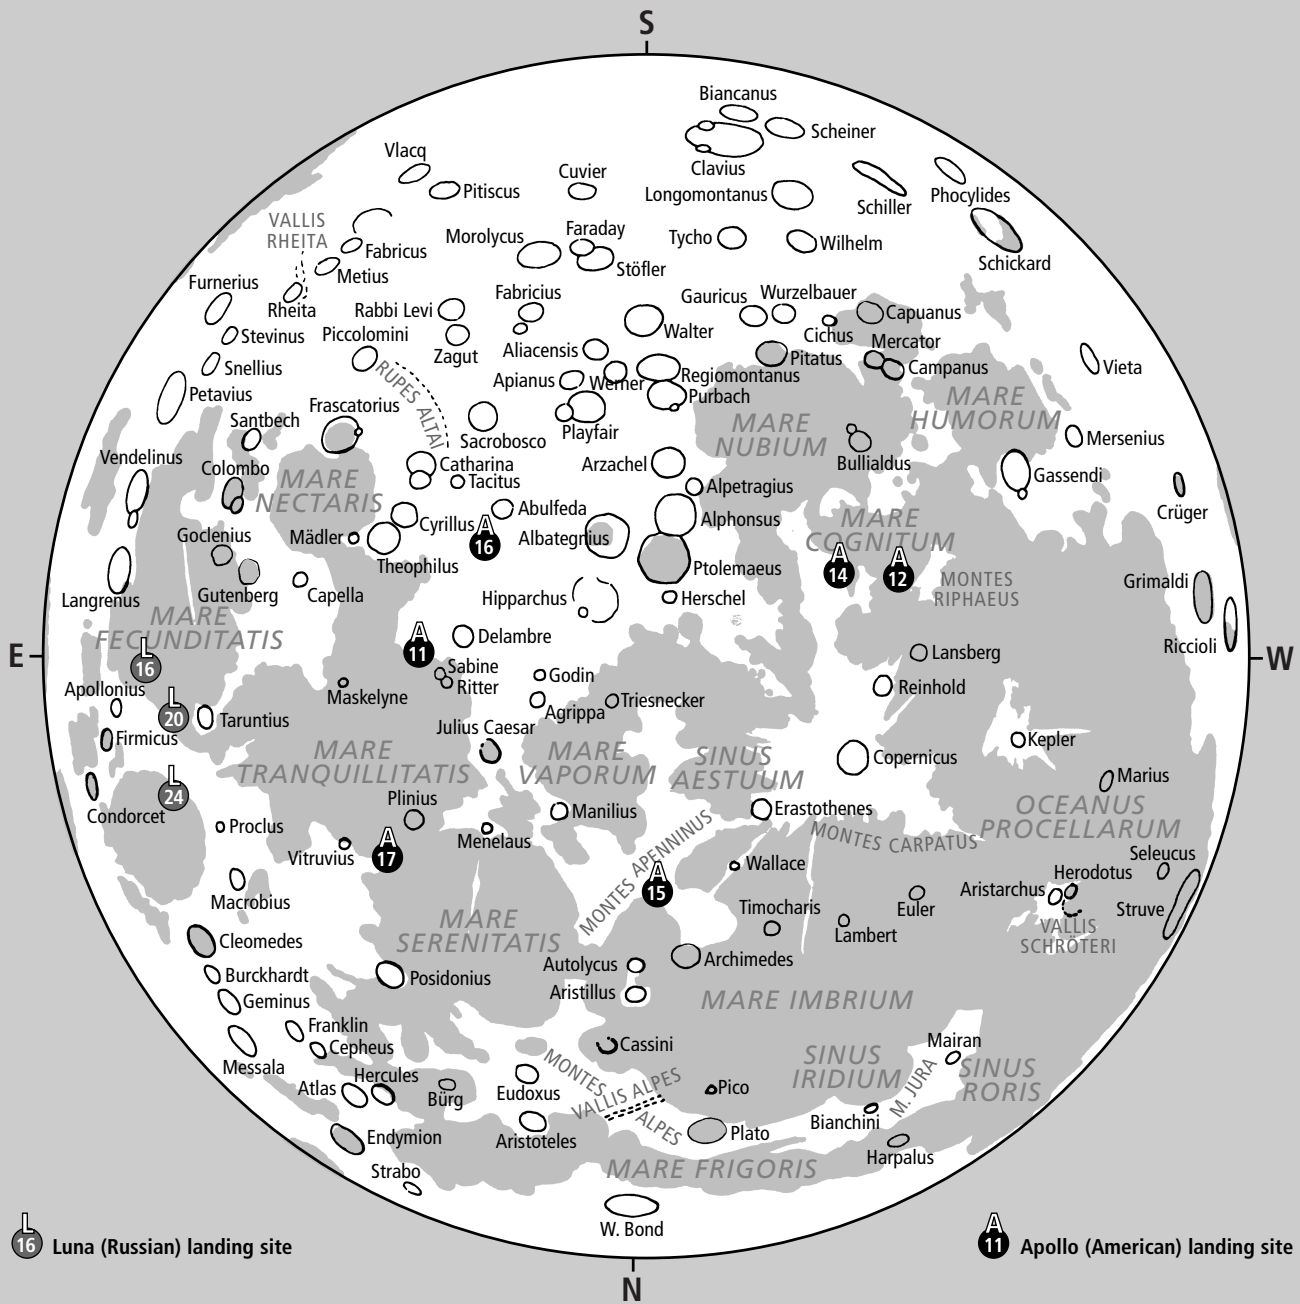 S
Biancanus
Scheiner
Clavius
Vlacq
Pitiscus
Cuvier
Longomontanus
Schiller
Phocylides
VALLIS
RHEITA
Fabricus
Metius
Morolycus
Faraday
Stöfler
Tycho
Wilhelm
Schickard
Furnerius
Rheita
Rabbi Levi
Fabricius
Gauricus
Wurzelbauer
Capuanus
Stevinus
Piccolomini
Zagut
Walter
Cichus
Mercator
Aliacensis
Pitatus
Snellius
Campanus
Vieta
Petavius
RUPES ALTAI
Apianus
Werner
Regiomontanus
Purbach
Frascatorius
MARE
HUMORUM
Santbech
Sacrobosco
Playfair
MARE
NUBIUM
Mersenius
Vendelinus
Colombo
Catharina
Tacitus
Arzachel
Bullialdus
Gassendi
MARE
NECTARIS
Alpetragius
Crüger
Abulfeda
Cyrillus
Alphonsus
MARE
COGNITUM
Goclenius
Mädler
A
16
Albategnius
Theophilus
Ptolemaeus
A
14
A
12
MONTES
RIPHAEUS
Grimaldi
Langrenus
Gutenberg
Capella
Hipparchus
Herschel
MARE
FECUNDITATIS
Delambre
Riccioli
E
L
16
A
11
Lansberg
W
Sabine
Ritter
Godin
Apollonius
Maskelyne
Reinhold
L
20
Taruntius
Agrippa
Triesnecker
Firmicus
Julius Caesar
Kepler
MARE
TRANQUILLITATIS
MARE
VAPORUM
SINUS
AESTUUM
Copernicus
Marius
L
24
Condorcet
Plinius
Manilius
Erastothenes
OCEANUS
PROCELLARUM
Proclus
Menelaus
MONTES CARPATUS
Vitruvius
A
17
MONTES APENNINUS
Wallace
Seleucus
Herodotus
A
15
Aristarchus
Macrobius
Timocharis
Euler
Struve
MARE
SERENITATIS
Lambert
VALLIS
SCHRÖTERI
Cleomedes
Archimedes
Autolycus
Burckhardt
Posidonius
Geminus
Aristillus
MARE IMBRIUM
Franklin
Cepheus
Cassini
Mairan
Messala
MONTES
ALPES
SINUS
IRIDIUM
SINUS
RORIS
Hercules
Atlas
Bürg
Eudoxus
VALLIS ALPES
Pico
M. JURA
Bianchini
Endymion
Aristoteles
Plato
Harpalus
Strabo
MARE FRIGORIS
W. Bond
L
16
Luna (Russian) landing site
A
11
Apollo (American) landing site
N